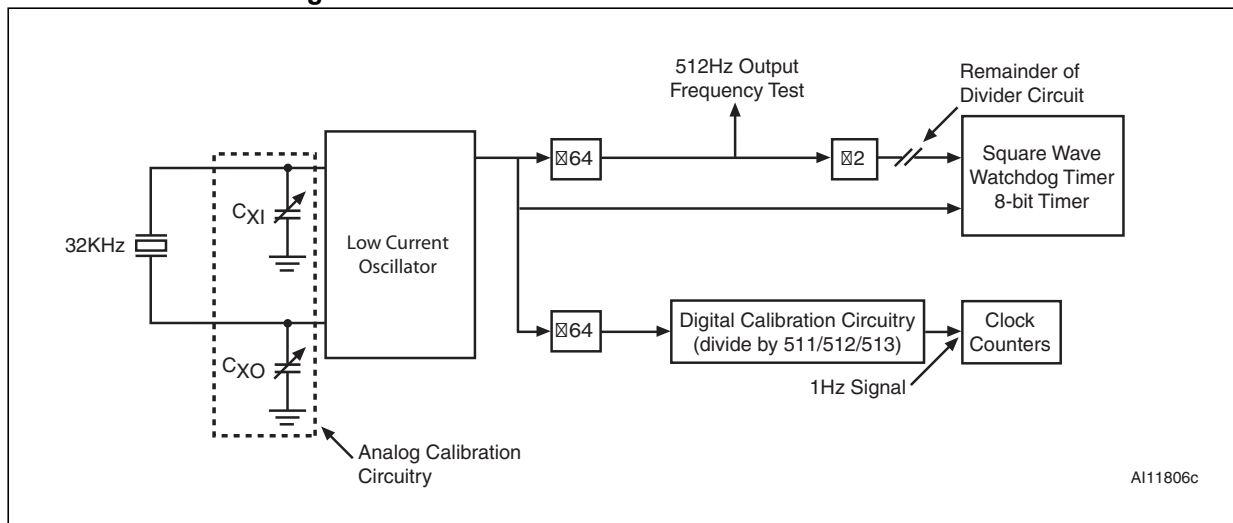 512Hz Output
Frequency Test
Remainder of
Divider Circuit
64
2
Square Wave
Watchdog Timer
8-bit Timer
CXI
32KHz
Low Current
Oscillator
64
Digital Calibration Circuitry
(divide by 511/512/513)
Clock
Counters
CXO
1Hz Signal
Analog Calibration
Circuitry
AI11806c